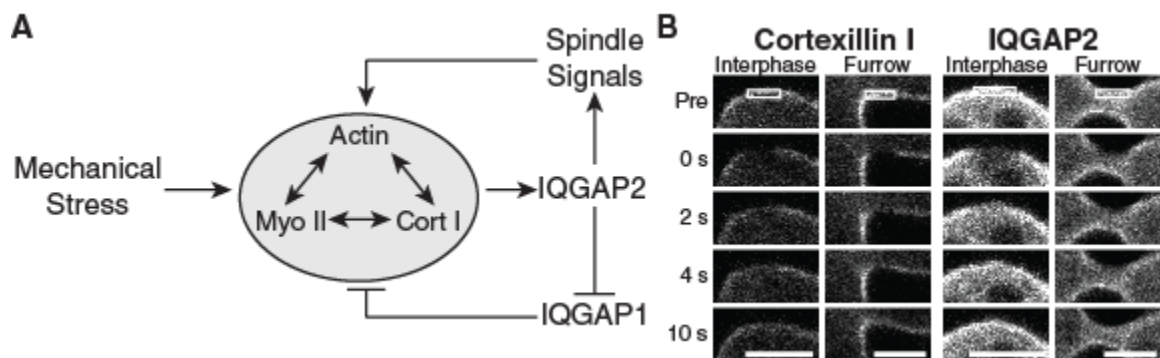 A
Spindle
Signals
Actin
Mechanical
Stress
Myo II
Cort I
IQGAP2
IQGAP1
B
Cortexillin I
IQGAP2
Interphase
Furrow
Interphase
Furrow
Pre
0 s
2 s
4 s
10 s